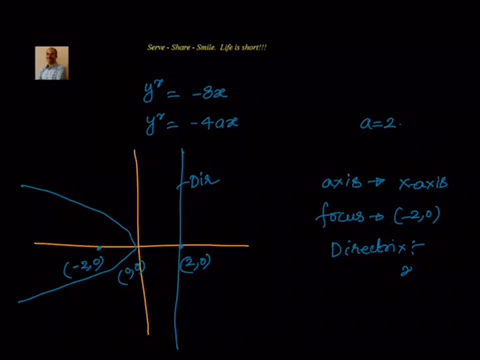 Serve - Share - Smile. Life is short!!!
y² = -8x
y² = -4ax
a=2.
Dir
axis → x-axis
focus → (-2,0)
Directrix :-
(-2,0) (0,0) (2,0)